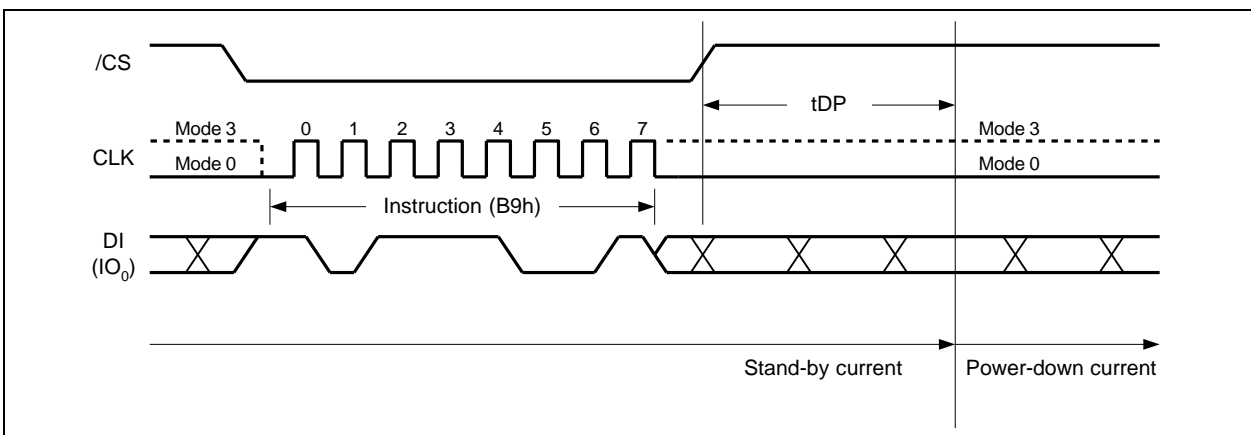 /CS
tDP
Mode 3
0 1 2 3 4 5 6 7
Mode 3
CLK
Mode 0
Mode 0
Instruction (B9h)
DI
(IO₀)
Stand-by current
Power-down current